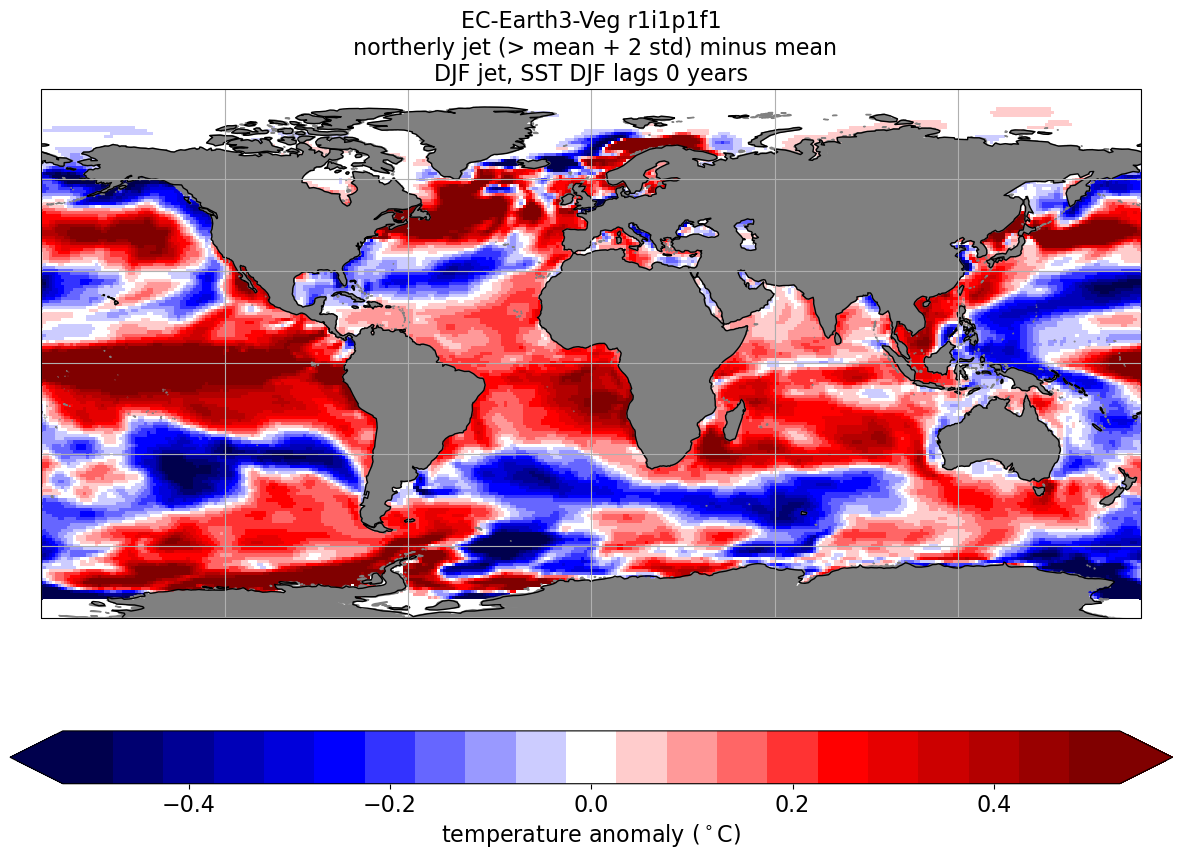 EC-Earth3-Veg r1i1p1f1
northerly jet (> mean + 2 std) minus mean
DJF jet, SST DJF lags 0 years
−0.4 −0.2 0.0 0.2 0.4
temperature anomaly (°C)